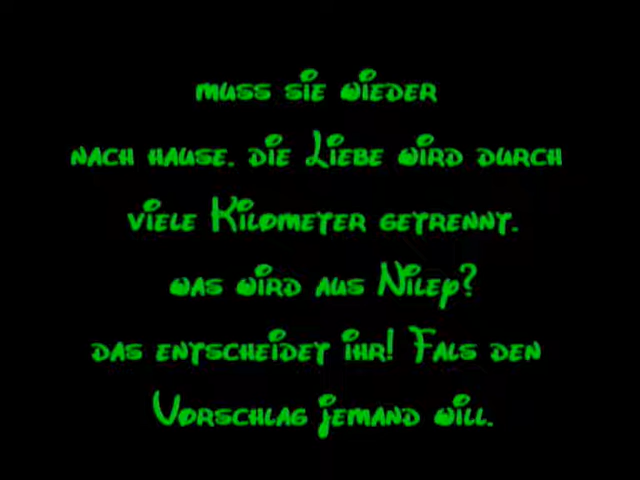 muss sie wieder
nach hause. die Liebe wird durch
viele Kilometer getrennt.
was wird aus Niley?
das entscheidet ihr! Fals den
Vorschlag jemand will.